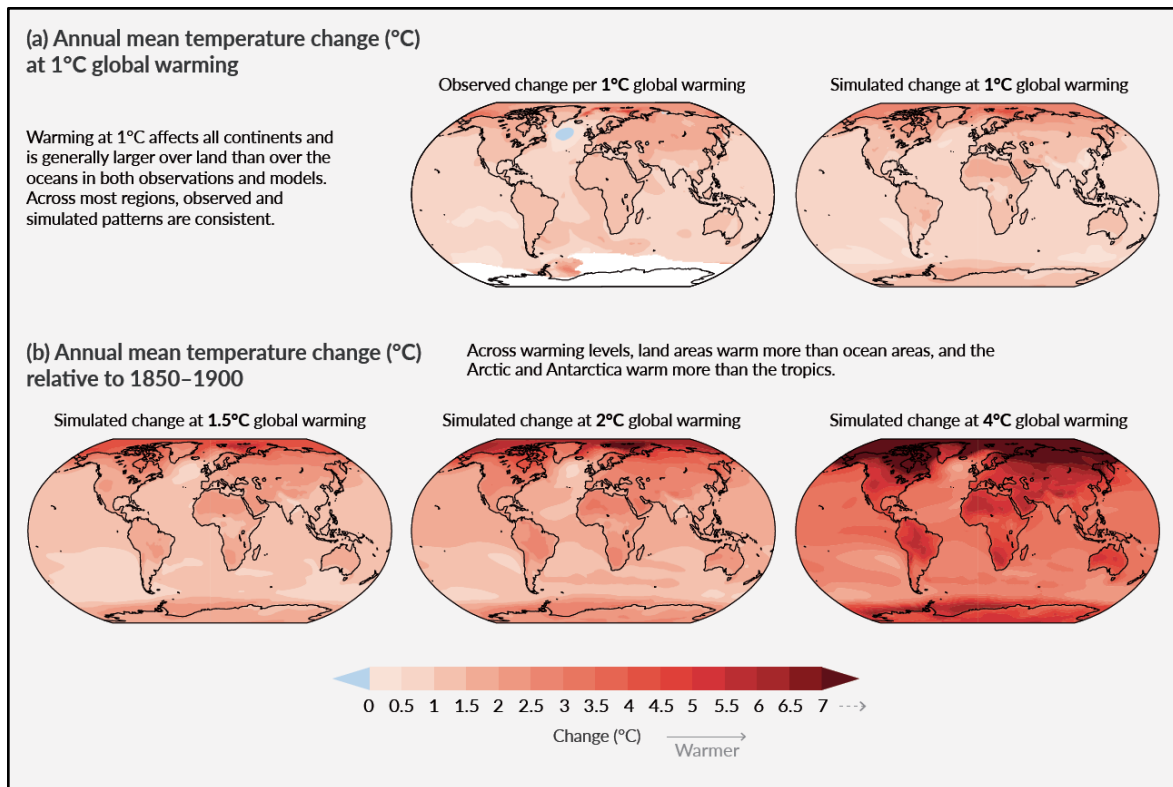 (a) Annual mean temperature change (°C)
at 1°C global warming
Warming at 1°C affects all continents and
is generally larger over land than over the
oceans in both observations and models.
Across most regions, observed and
simulated patterns are consistent.
Observed change per 1°C global warming
Simulated change at 1°C global warming
(b) Annual mean temperature change (°C)
relative to 1850–1900
Across warming levels, land areas warm more than ocean areas, and the
Arctic and Antarctica warm more than the tropics.
Simulated change at 1.5°C global warming
Simulated change at 2°C global warming
Simulated change at 4°C global warming
0 0.5 1 1.5 2 2.5 3 3.5 4 4.5 5 5.5 6 6.5 7
Change (°C)
Warmer